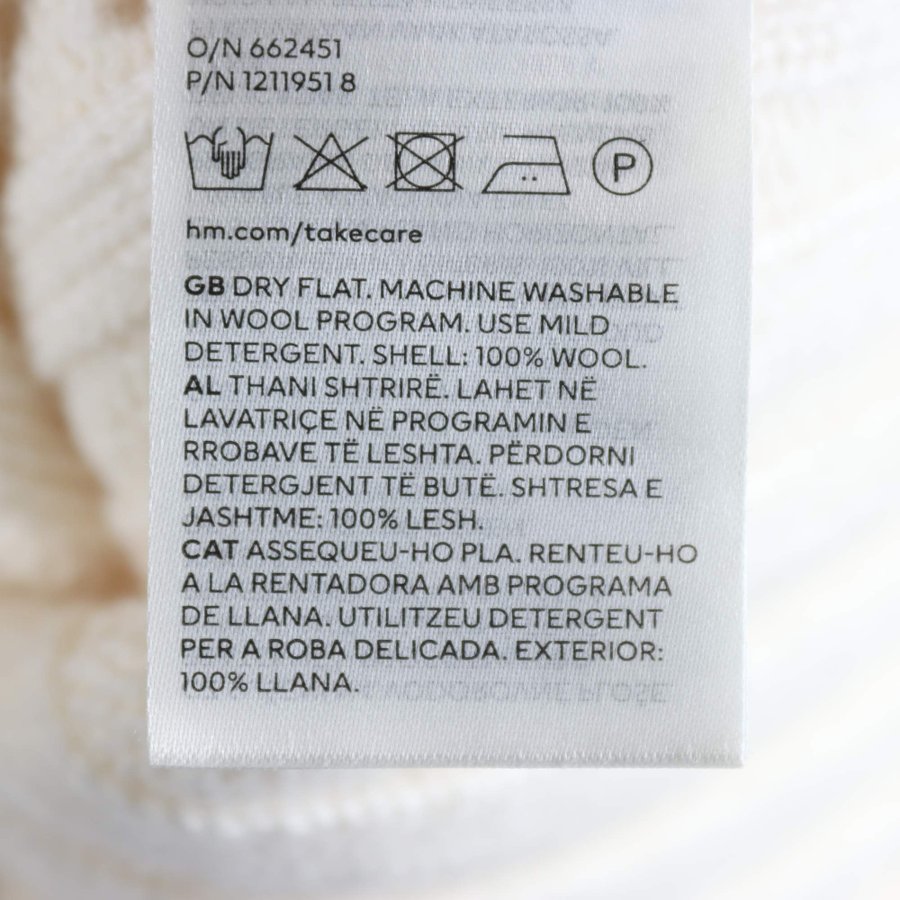 O/N 662451
P/N 1211951 8
P
hm.com/takecare
GB DRY FLAT. MACHINE WASHABLE
IN WOOL PROGRAM. USE MILD
DETERGENT. SHELL: 100% WOOL.
AL THANI SHTRIRË. LAHET NË
LAVATRIÇE NË PROGRAMIN E
RROBAVE TË LESHTA. PËRDORNI
DETERGJENT TË BUTË. SHTRESA E
JASHTME: 100% LESH.
CAT ASSEQUEU-HO PLA. RENTEU-HO
A LA RENTADORA AMB PROGRAMA
DE LLANA. UTILITZEU DETERGENT
PER A ROBA DELICADA. EXTERIOR:
100% LLANA.